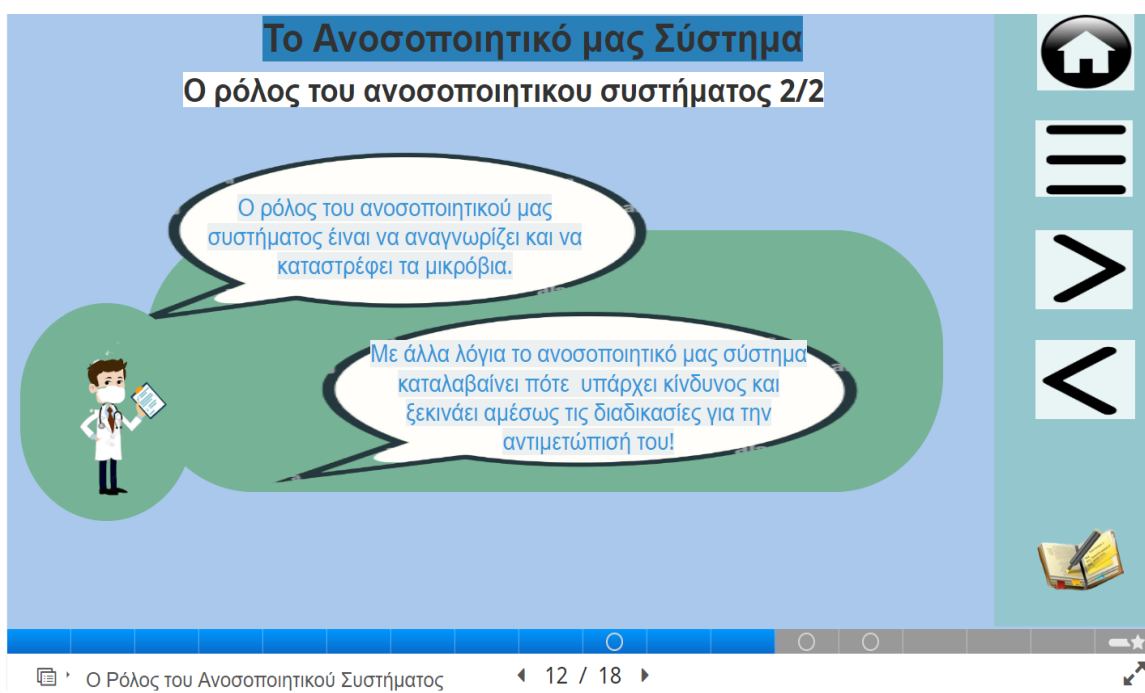 Το Ανοσοποιητικό μας Σύστημα
Ο ρόλος του ανοσοποιητικου συστήματος 2/2
Ο ρόλος του ανοσοποιητικού μας
συστήματος έιναι να αναγνωρίζει και να
καταστρέφει τα μικρόβια.
Με άλλα λόγια το ανοσοποιητικό μας σύστημα
καταλαβαίνει πότε υπάρχει κίνδυνος και
ξεκινάει αμέσως τις διαδικασίες για την
αντιμετώπισή του!
Ο Ρόλος του Ανοσοποιητικού Συστήματος
12 / 18